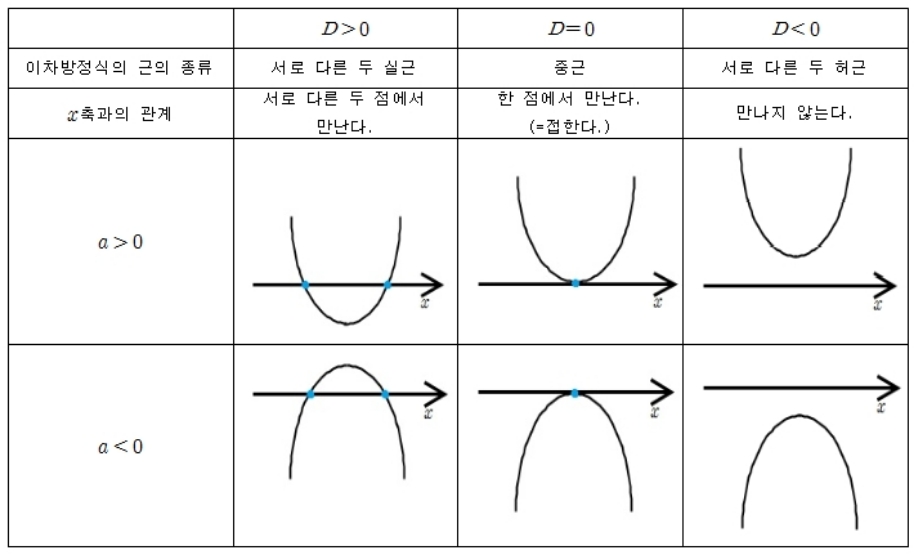 D>0
D=0
D<0
이차방정식의 근의 종류
서로 다른 두 실근
중근
서로 다른 두 허근
x축과의 관계
서로 다른 두 점에서
만난다.
한 점에서 만난다.
(=접한다.)
만나지 않는다.
a>0
x
x
x
a<0
x
x
x